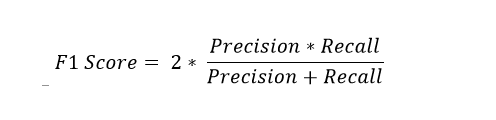 F1 Score = 2 * Precision * Recall / Precision + Recall